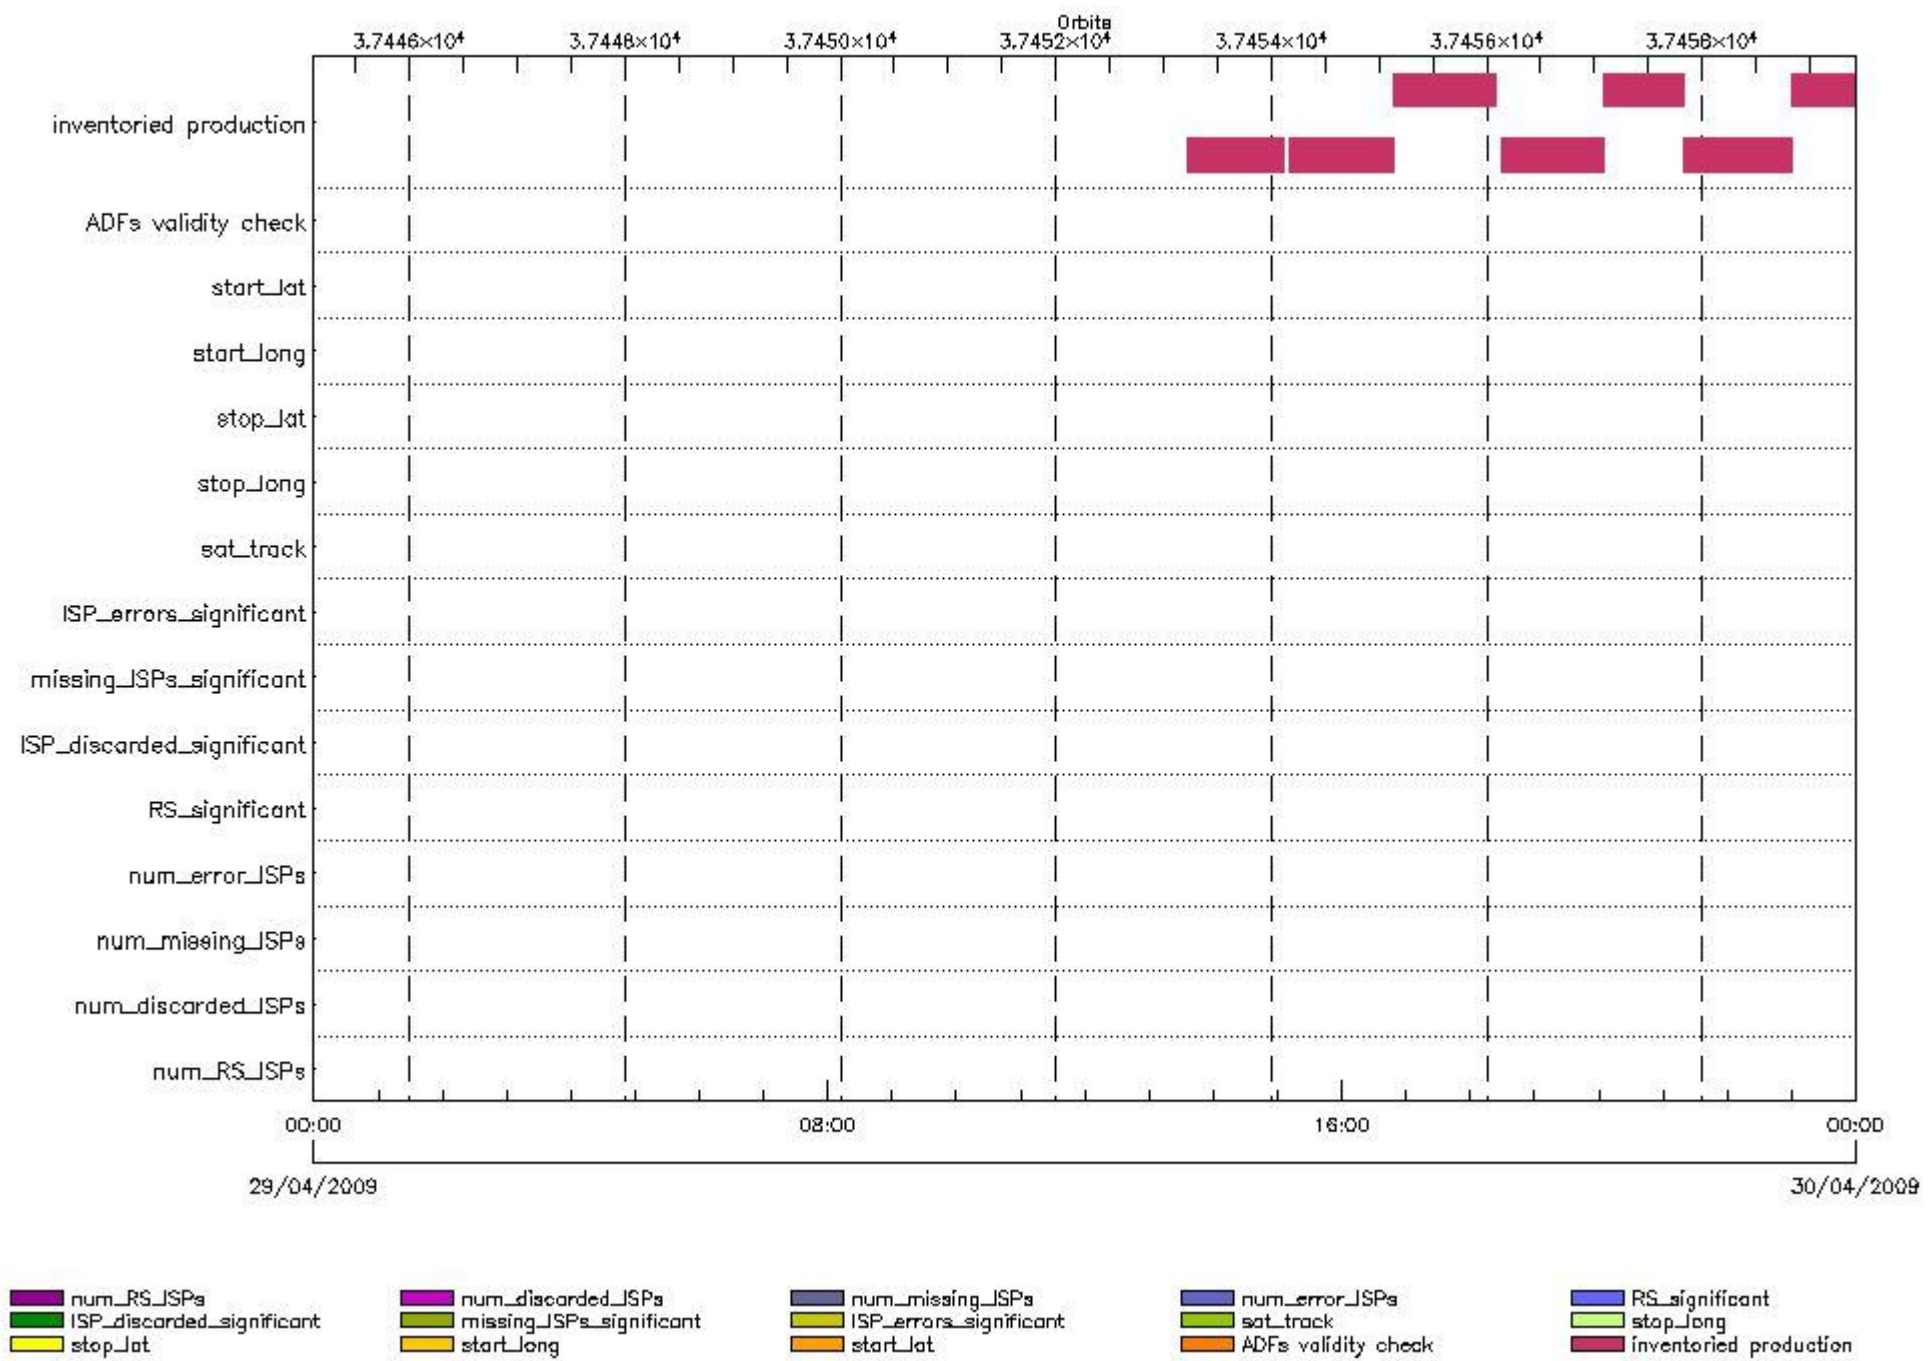 Orbits
3.7446×10⁴ 3.7448×10⁴ 3.7450×10⁴ 3.7452×10⁴ 3.7454×10⁴ 3.7456×10⁴ 3.7458×10⁴
inventoried production
ADFs validity check
start_lat
start_long
stop_lat
stop_long
sat_track
ISP_errors_significant
missing_ISPs_significant
ISP_discarded_significant
RS_significant
num_error_ISPs
num_missing_ISPs
num_discarded_ISPs
num_RS_ISPs
00:00 08:00 16:00 00:00
29/04/2009 30/04/2009
num_RS_ISPs num_discarded_ISPs num_missing_ISPs num_error_ISPs RS_significant
ISP_discarded_significant missing_ISPs_significant ISP_errors_significant sat_track stop_long
stop_lat start_long start_lat ADFs validity check inventoried production